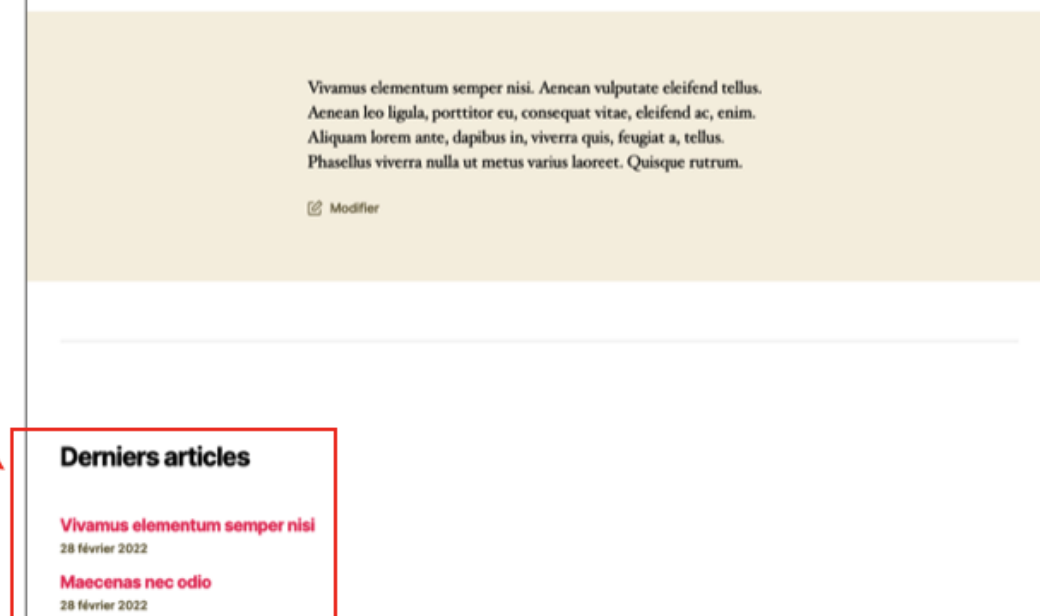 Vivamus elementum semper nisi. Aenean vulputate eleifend tellus.
Aenean leo ligula, porttitor eu, consequat vitae, eleifend ac, enim.
Aliquam lorem ante, dapibus in, viverra quis, feugiat a, tellus.
Phasellus viverra nulla ut metus varius laoreet. Quisque rutrum.
Modifier
Derniers articles
Vivamus elementum semper nisi
28 février 2022
Maecenas nec odio
28 février 2022